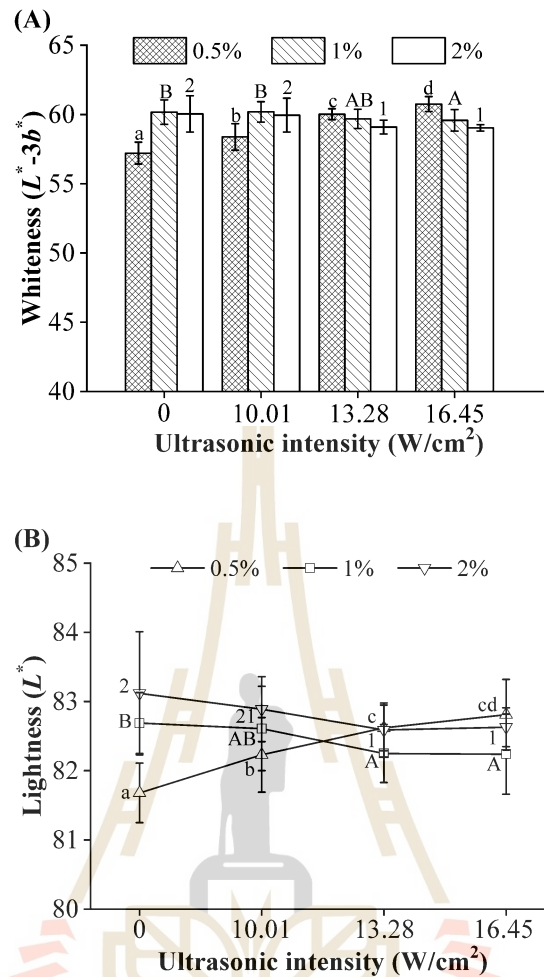 (A)
65
60
55
50
45
40
Whiteness (L*-3b*)
0.5% 1% 2%
a B 2 b B 2 c AB 1 d A 1
0 10.01 13.28 16.45
Ultrasonic intensity (W/cm²)
(B)
85
84
83
82
81
80
Lightness (L*)
0.5% 1% 2%
2 21 c cd
B AB 1 1
a b A A
0 10.01 13.28 16.45
Ultrasonic intensity (W/cm²)